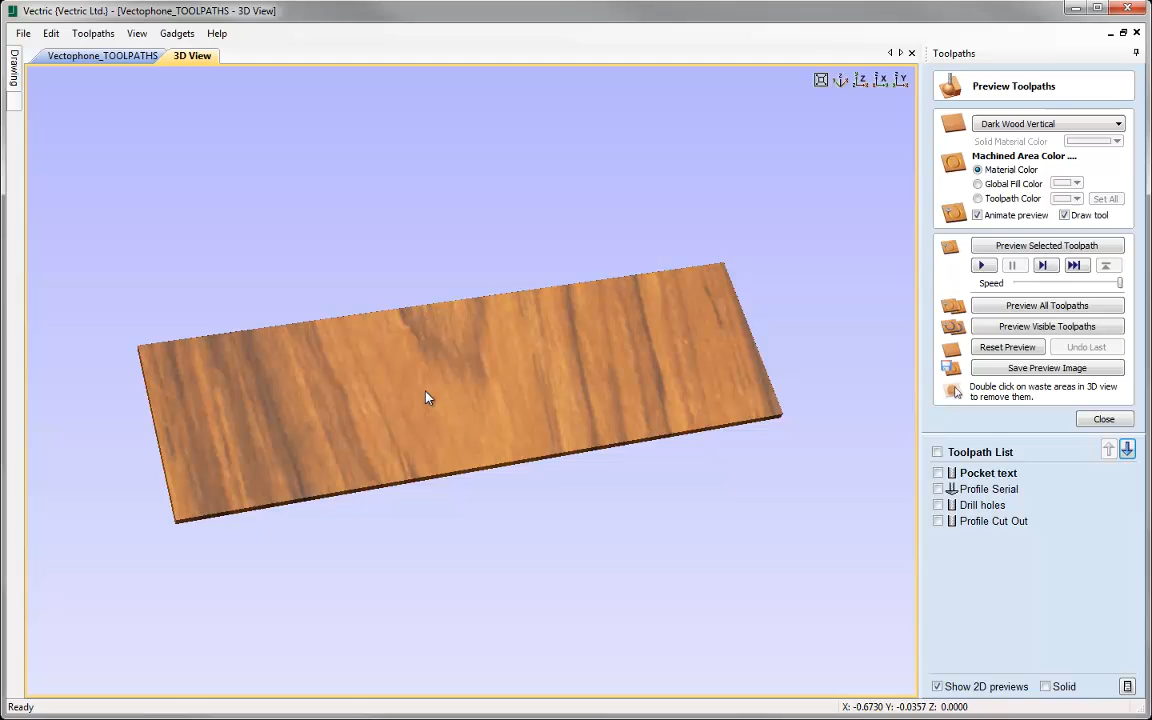 Vectric {Vectric Ltd.} - [Vectophone_TOOLPATHS - 3D View]
File Edit Toolpaths View Gadgets Help
Drawing
Vectophone_TOOLPATHS 3D View
Toolpaths
Preview Toolpaths
Dark Wood Vertical
Solid Material Color
Machined Area Color ....
Material Color
Global Fill Color
Toolpath Color Set All
Animate preview Draw tool
Preview Selected Toolpath
Speed
Preview All Toolpaths
Preview Visible Toolpaths
Reset Preview Undo Last
Save Preview Image
Double click on waste areas in 3D view
to remove them.
Close
Toolpath List
Pocket text
Profile Serial
Drill holes
Profile Cut Out
Show 2D previews Solid
Ready X: -0.6730 Y: -0.0357 Z: 0.0000